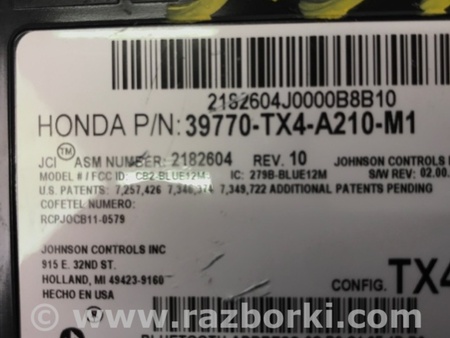 2182604J0000B8B10
HONDA P/N: 39770-TX4-A210-M1
JCI™ ASM NUMBER: 2182604 REV. 10 JOHNSON CONTROLS
MODEL # / FCC ID: CB2-BLUE12M IC: 279B-BLUE12M S/W REV: 02.00.
U.S. PATENTS: 7,257,426 7,346,374 7,349,722 ADDITIONAL PATENTS PENDING
COFETEL NUMERO:
RCPJOCB11-0579
JOHNSON CONTROLS INC
915 E. 32ND ST.
HOLLAND, MI 49423-9160
HECHO EN USA
CONFIG. TX4
www.razborki.com